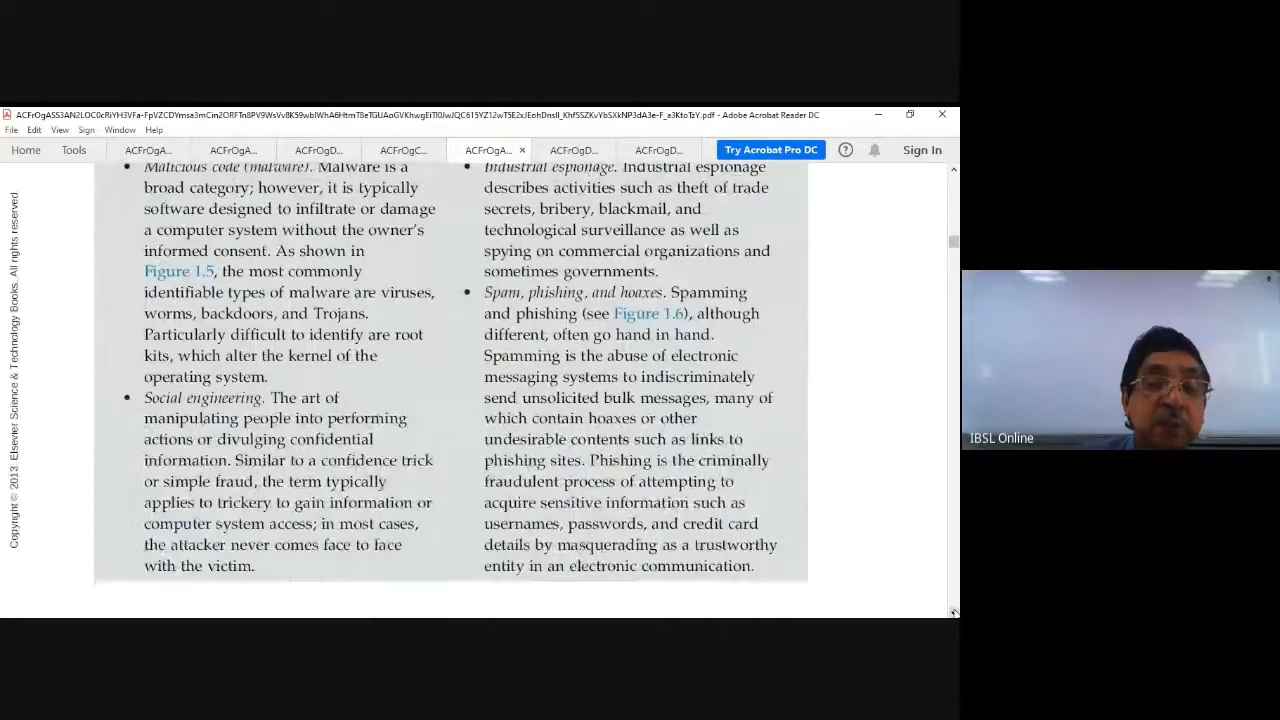 File Edit View Sign Window Help
Home Tools ACFrOgA... ACFrOgA... ACFrOgD... ACFrOgC... ACFrOgA... × ACFrOgD... ACFrOgD... Try Acrobat Pro DC Sign In
Copyright © 2013. Elsevier Science & Technology Books. All rights reserved.
• Malicious code (malware). Malware is a
broad category; however, it is typically
software designed to infiltrate or damage
a computer system without the owner's
informed consent. As shown in
Figure 1.5, the most commonly
identifiable types of malware are viruses,
worms, backdoors, and Trojans.
Particularly difficult to identify are root
kits, which alter the kernel of the
operating system.
• Social engineering. The art of
manipulating people into performing
actions or divulging confidential
information. Similar to a confidence trick
or simple fraud, the term typically
applies to trickery to gain information or
computer system access; in most cases,
the attacker never comes face to face
with the victim.
• Industrial espionage. Industrial espionage
describes activities such as theft of trade
secrets, bribery, blackmail, and
technological surveillance as well as
spying on commercial organizations and
sometimes governments.
• Spam, phishing, and hoaxes. Spamming
and phishing (see Figure 1.6), although
different, often go hand in hand.
Spamming is the abuse of electronic
messaging systems to indiscriminately
send unsolicited bulk messages, many of
which contain hoaxes or other
undesirable contents such as links to
phishing sites. Phishing is the criminally
fraudulent process of attempting to
acquire sensitive information such as
usernames, passwords, and credit card
details by masquerading as a trustworthy
entity in an electronic communication.
IBSL Online